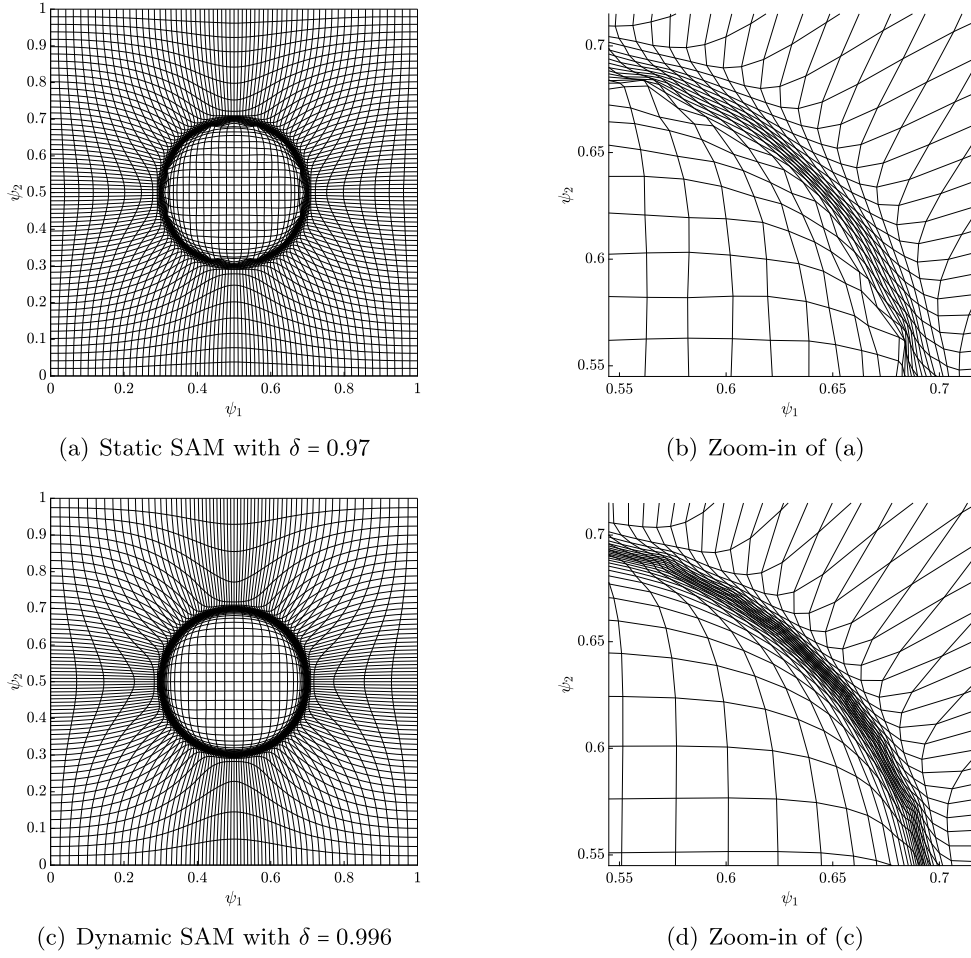 1
0.9
0.8
0.7
0.6
0.5
0.4
0.3
0.2
0.1
0
ψ2
0 0.2 0.4 0.6 0.8 1
ψ1
(a) Static SAM with δ = 0.97
0.7
0.65
0.6
0.55
ψ2
0.55 0.6 0.65 0.7
ψ1
(b) Zoom-in of (a)
1
0.9
0.8
0.7
0.6
0.5
0.4
0.3
0.2
0.1
0
ψ2
0 0.2 0.4 0.6 0.8 1
ψ1
(c) Dynamic SAM with δ = 0.996
0.7
0.65
0.6
0.55
ψ2
0.55 0.6 0.65 0.7
ψ1
(d) Zoom-in of (c)